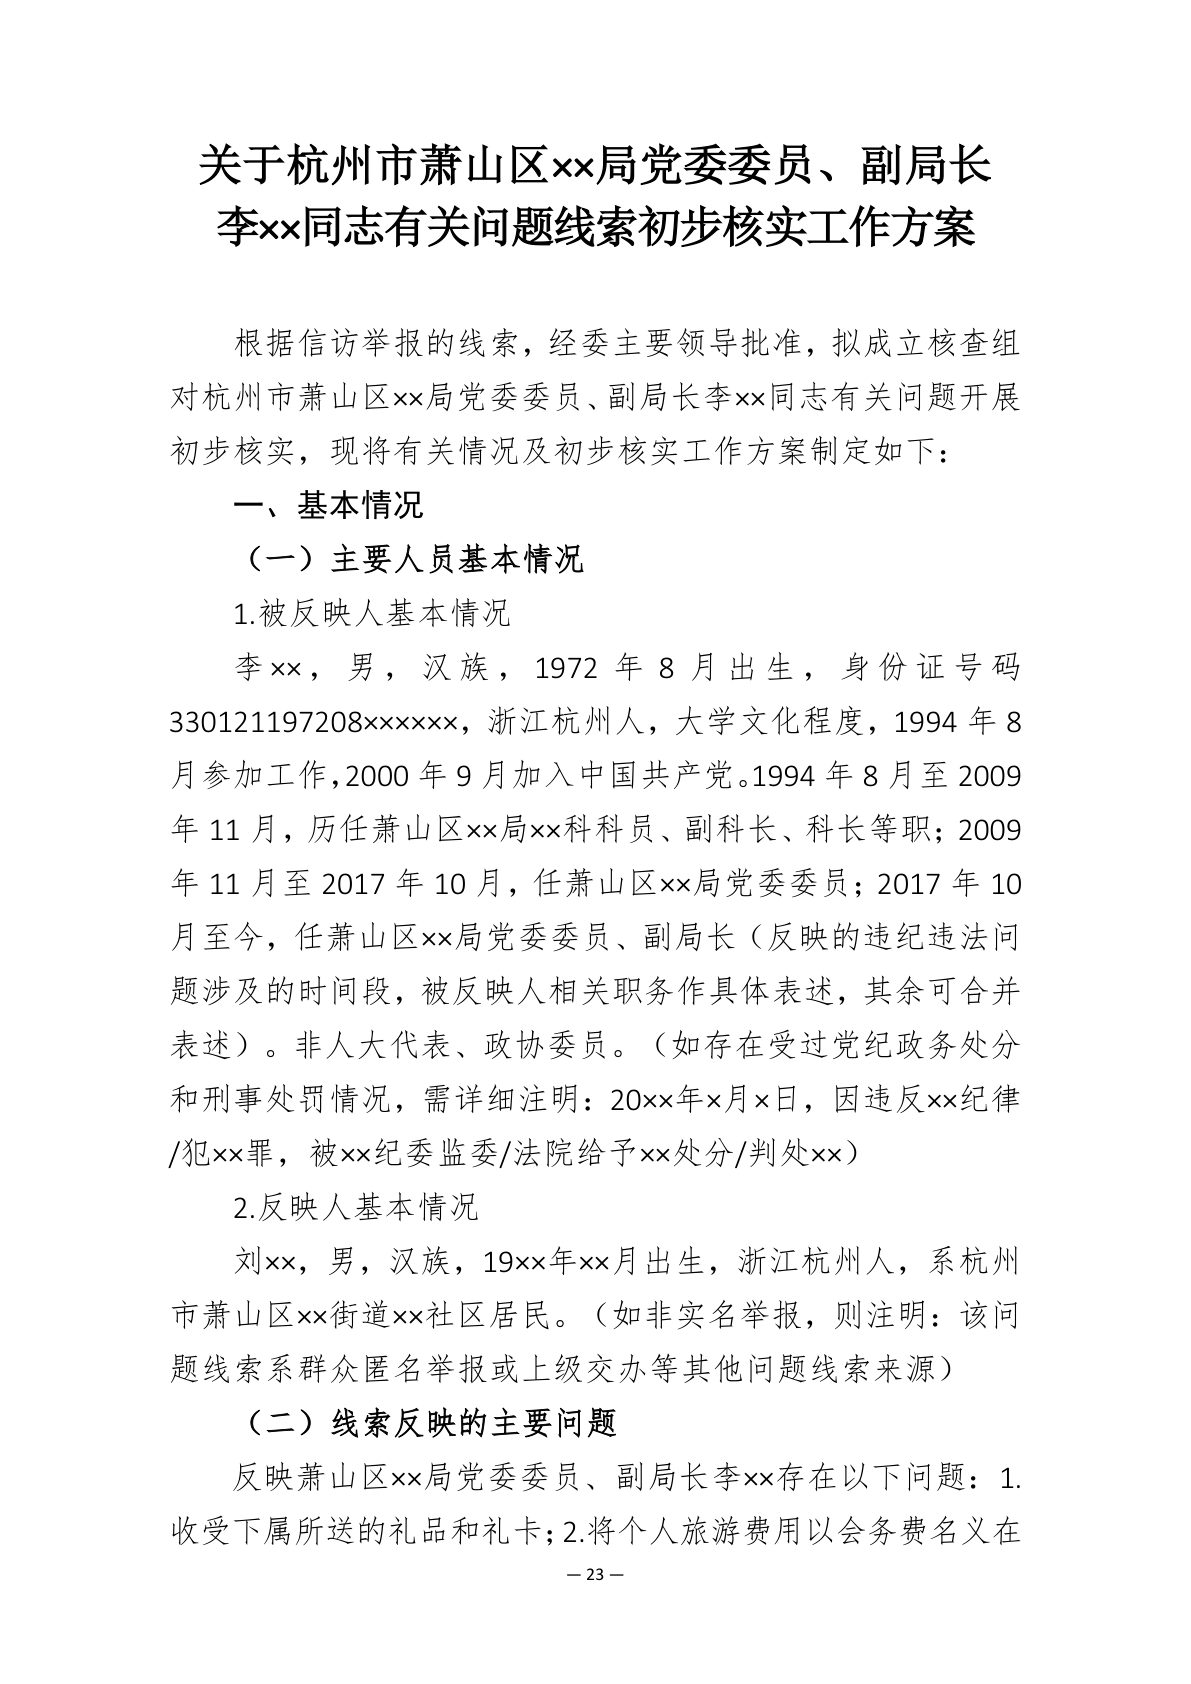 关于杭州市萧山区××局党委委员、副局长
李××同志有关问题线索初步核实工作方案
根据信访举报的线索，经委主要领导批准，拟成立核查组
对杭州市萧山区××局党委委员、副局长李××同志有关问题开展
初步核实，现将有关情况及初步核实工作方案制定如下：
一、基本情况
（一）主要人员基本情况
1.被反映人基本情况
李××，男，汉族，1972 年 8 月出生，身份证号码
330121197208××××××，浙江杭州人，大学文化程度，1994 年 8
月参加工作，2000 年 9 月加入中国共产党。1994 年 8 月至 2009
年 11 月，历任萧山区××局××科科员、副科长、科长等职；2009
年 11 月至 2017 年 10 月，任萧山区××局党委委员；2017 年 10
月至今，任萧山区××局党委委员、副局长（反映的违纪违法问
题涉及的时间段，被反映人相关职务作具体表述，其余可合并
表述）。非人大代表、政协委员。（如存在受过党纪政务处分
和刑事处罚情况，需详细注明：20××年×月×日，因违反××纪律
/犯××罪，被××纪委监委/法院给予××处分/判处××）
2.反映人基本情况
刘××，男，汉族，19××年××月出生，浙江杭州人，系杭州
市萧山区××街道××社区居民。（如非实名举报，则注明：该问
题线索系群众匿名举报或上级交办等其他问题线索来源）
（二）线索反映的主要问题
反映萧山区××局党委委员、副局长李××存在以下问题：1.
收受下属所送的礼品和礼卡；2.将个人旅游费用以会务费名义在
— 23 —